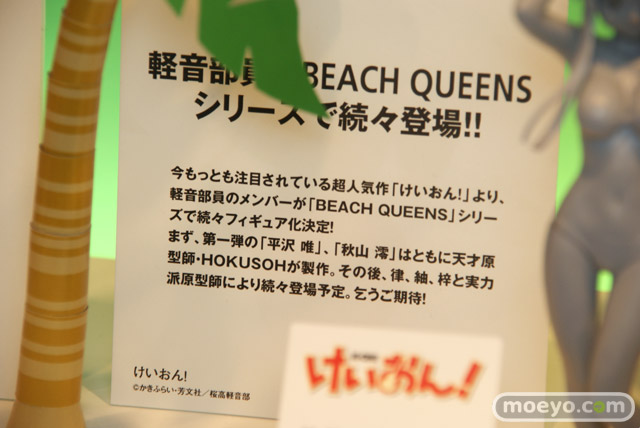 軽音部員 BEACH QUEENS
シリーズで続々登場!!
今もっとも注目されている超人気作「けいおん!」より、
軽音部員のメンバーが「BEACH QUEENS」シリー
ズで続々フィギュア化決定!
まず、第一弾の「平沢 唯」、「秋山 澪」はともに天才原
型師・HOKUSOHが製作。その後、律、紬、梓と実力
派原型師により続々登場予定。乞うご期待!
けいおん!
©かきふらい・芳文社／桜高軽音部
けいおん!
moeyo.com